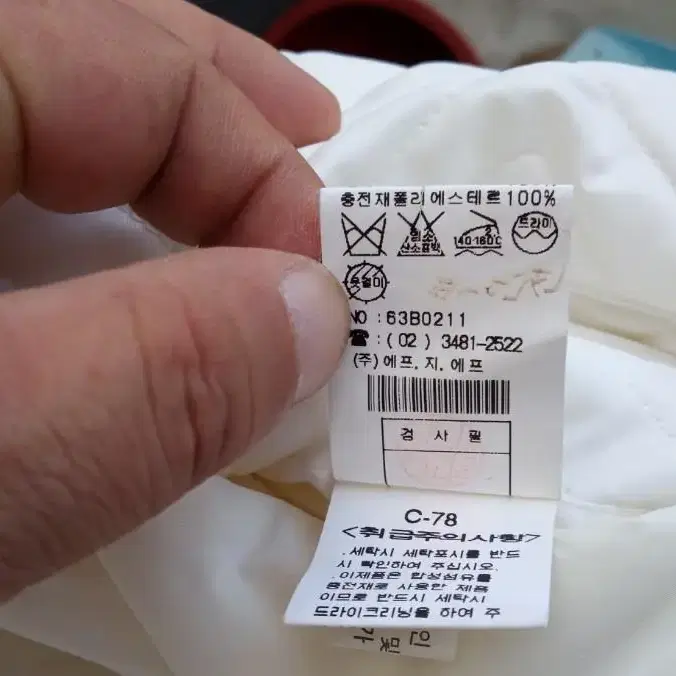 충전재폴리에스테르100%
염소
산소표백
140-160℃
드라이
옷걸이
NO : 63B0211
☎ : ( 02 ) 3481-2522
(주)에프.지.에프
검 사 필
C-78
<취급주의사항>
.세탁시 세탁표시를 반드
시 확인하여 주십시오.
.이제품은 합성섬유를
충전재로 사용한 제품
이므로 반드시 세탁시
드라이크리닝을 하여 주